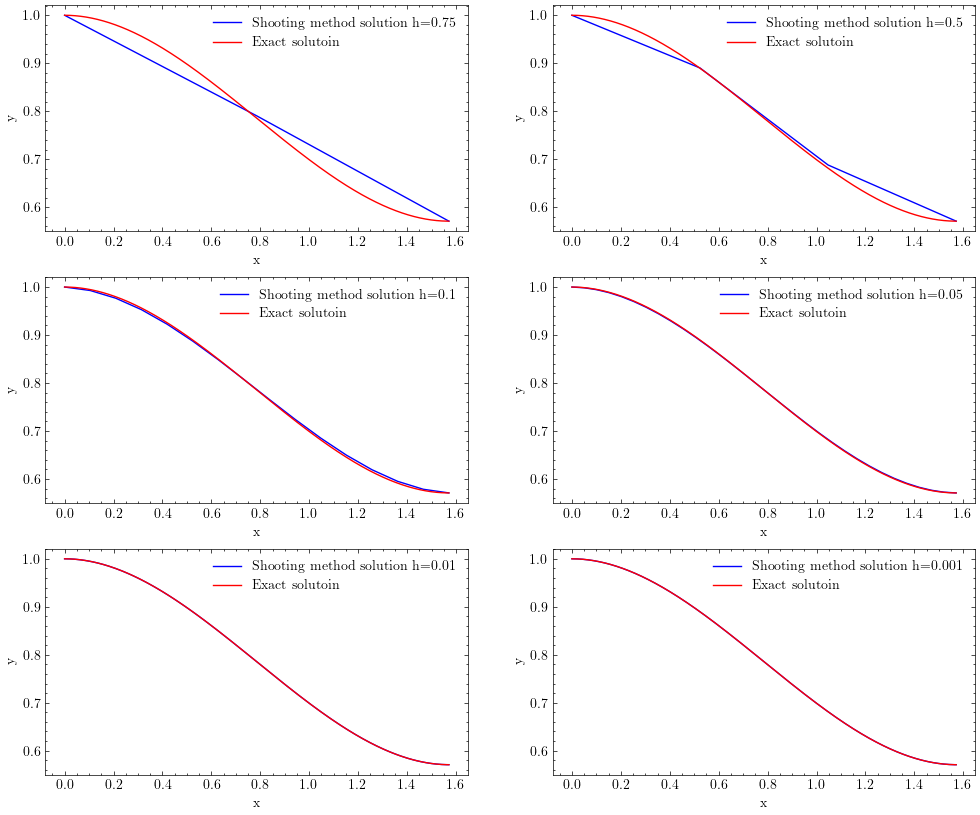 Shooting method solution h=0.75
Exact solutoin
1.0
0.9
0.8
0.7
0.6
y
0.0 0.2 0.4 0.6 0.8 1.0 1.2 1.4 1.6
x
Shooting method solution h=0.5
Exact solutoin
1.0
0.9
0.8
0.7
0.6
y
0.0 0.2 0.4 0.6 0.8 1.0 1.2 1.4 1.6
x
Shooting method solution h=0.1
Exact solutoin
1.0
0.9
0.8
0.7
0.6
y
0.0 0.2 0.4 0.6 0.8 1.0 1.2 1.4 1.6
x
Shooting method solution h=0.05
Exact solutoin
1.0
0.9
0.8
0.7
0.6
y
0.0 0.2 0.4 0.6 0.8 1.0 1.2 1.4 1.6
x
Shooting method solution h=0.01
Exact solutoin
1.0
0.9
0.8
0.7
0.6
y
0.0 0.2 0.4 0.6 0.8 1.0 1.2 1.4 1.6
x
Shooting method solution h=0.001
Exact solutoin
1.0
0.9
0.8
0.7
0.6
y
0.0 0.2 0.4 0.6 0.8 1.0 1.2 1.4 1.6
x